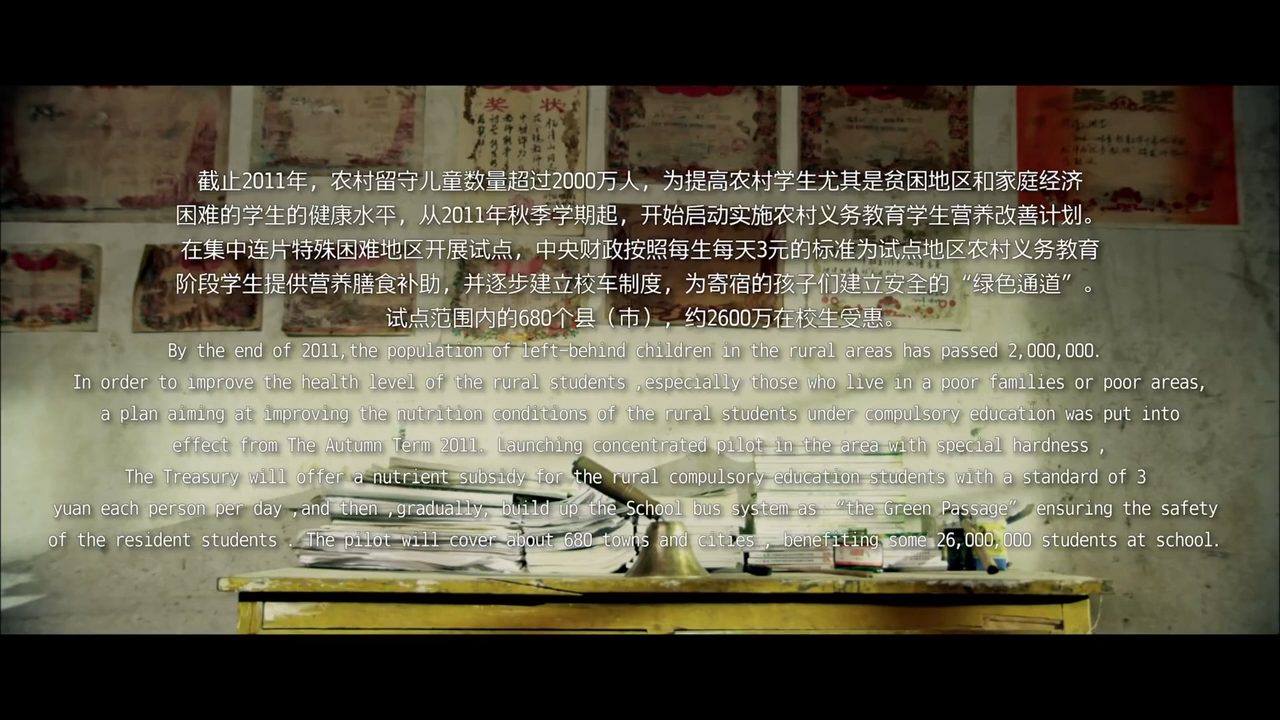 奖 状
截止2011年，农村留守儿童数量超过2000万人，为提高农村学生尤其是贫困地区和家庭经济
困难的学生的健康水平，从2011年秋季学期起，开始启动实施农村义务教育学生营养改善计划。
在集中连片特殊困难地区开展试点，中央财政按照每生每天3元的标准为试点地区农村义务教育
阶段学生提供营养膳食补助，并逐步建立校车制度，为寄宿的孩子们建立安全的“绿色通道”。
试点范围内的680个县（市），约2600万在校生受惠。
By the end of 2011,the population of left-behind children in the rural areas has passed 2,000,000.
In order to improve the health level of the rural students ,especially those who live in a poor families or poor areas,
a plan aiming at improving the nutrition conditions of the rural students under compulsory education was put into
effect from The Autumn Term 2011. Launching concentrated pilot in the area with special hardness ,
The Treasury will offer a nutrient subsidy for the rural compulsory education students with a standard of 3
yuan each person per day ,and then ,gradually, build up the School bus system as “the Green Passage” ensuring the safety
of the resident students . The pilot will cover about 680 towns and cities , benefiting some 26,000,000 students at school.